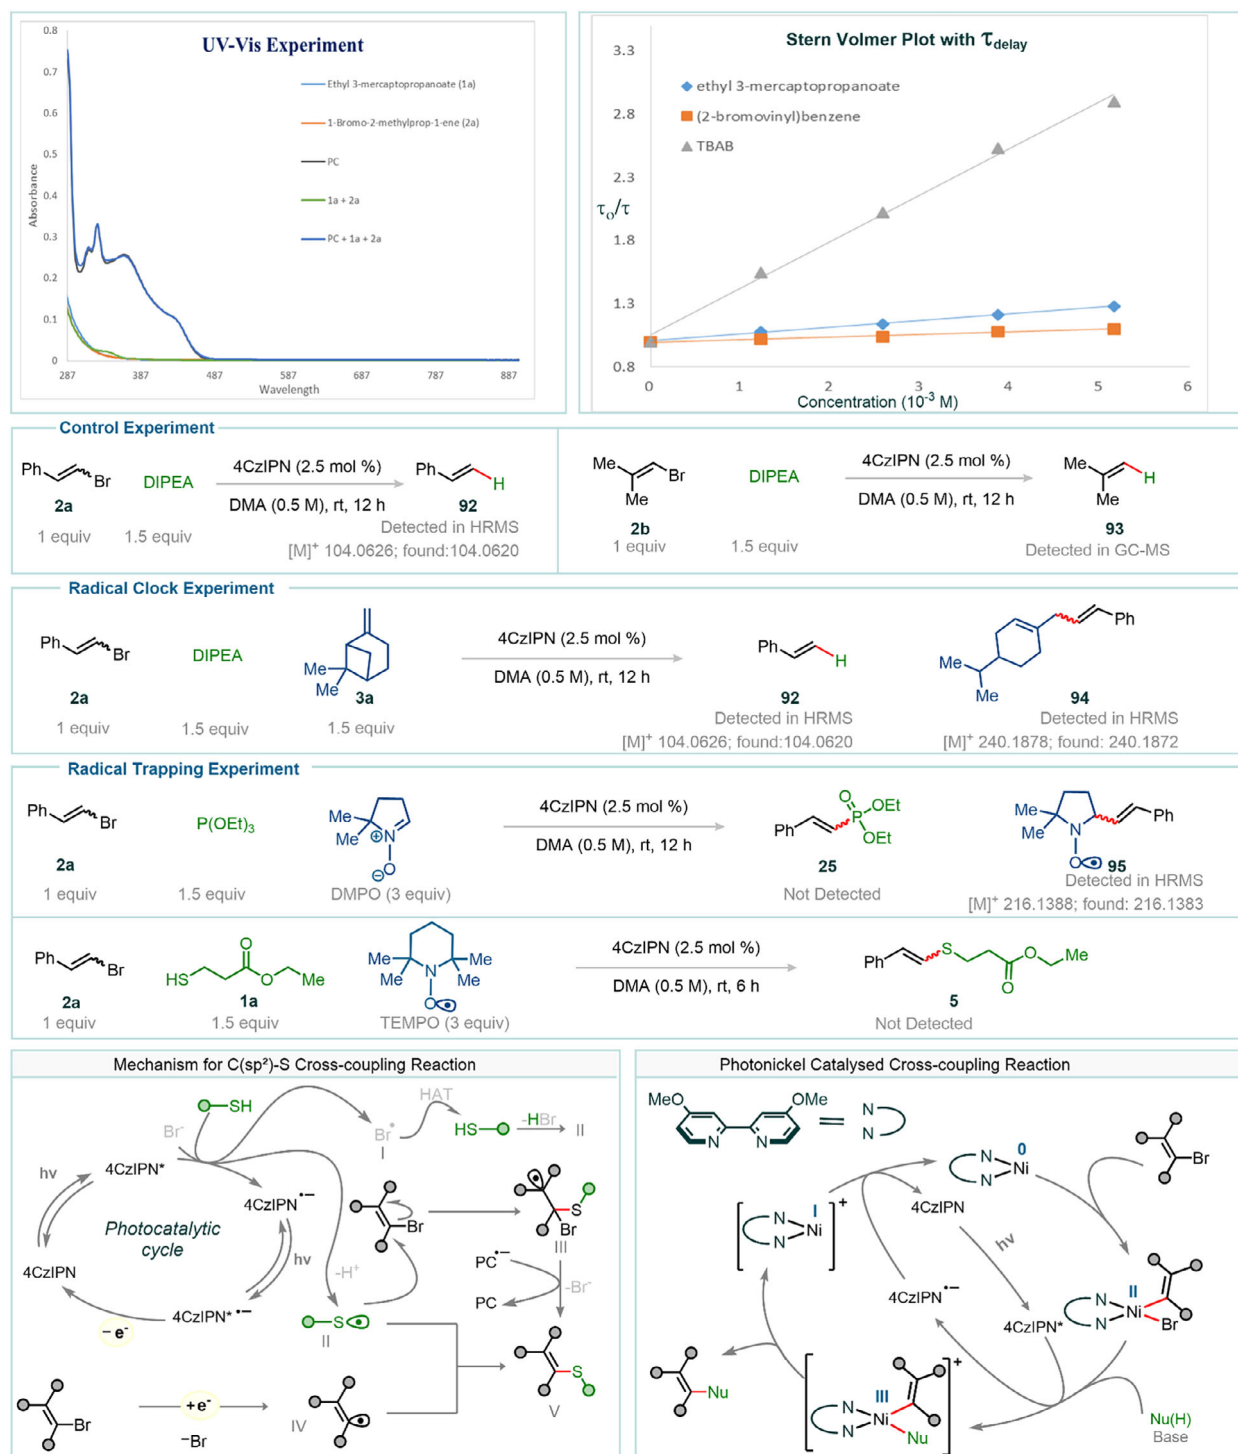 UV-Vis Experiment
0.8
0.7
0.6
0.5
0.4
0.3
0.2
0.1
0
Absorbance
Ethyl 3-mercaptopropanoate (1a)
1-Bromo-2-methylprop-1-ene (2a)
PC
1a + 2a
PC + 1a + 2a
287 387 487 587 687 787 887
Wavelength
Stern Volmer Plot with τdelay
3.3
2.8
2.3
1.8
1.3
0.8
τo/τ
ethyl 3-mercaptopropanoate
(2-bromovinyl)benzene
TBAB
0 1 2 3 4 5 6
Concentration (10-3 M)
Control Experiment
Ph Br
2a
1 equiv
DIPEA
1.5 equiv
4CzIPN (2.5 mol %)
DMA (0.5 M), rt, 12 h
Ph H
92
Detected in HRMS
[M]+ 104.0626; found:104.0620
Me Br
Me
2b
1 equiv
DIPEA
1.5 equiv
4CzIPN (2.5 mol %)
DMA (0.5 M), rt, 12 h
Me H
Me
93
Detected in GC-MS
Radical Clock Experiment
Ph Br
2a
1 equiv
DIPEA
1.5 equiv
Me
Me
3a
1.5 equiv
4CzIPN (2.5 mol %)
DMA (0.5 M), rt, 12 h
Ph H
92
Detected in HRMS
[M]+ 104.0626; found:104.0620
Ph
Me
Me
94
Detected in HRMS
[M]+ 240.1878; found: 240.1872
Radical Trapping Experiment
Ph Br
2a
1 equiv
P(OEt)3
1.5 equiv
Me
Me
N
⊕
O
⊖
DMPO (3 equiv)
4CzIPN (2.5 mol %)
DMA (0.5 M), rt, 12 h
O
P OEt
Ph OEt
25
Not Detected
Me
Me
N
O
Ph
95
Detected in HRMS
[M]+ 216.1388; found: 216.1383
Ph Br
2a
1 equiv
O
HS O Me
1a
1.5 equiv
Me Me
Me N Me
O
TEMPO (3 equiv)
4CzIPN (2.5 mol %)
DMA (0.5 M), rt, 6 h
Ph S O Me
O
5
Not Detected
Mechanism for C(sp²)-S Cross-coupling Reaction
SH
Br-
HAT
Br•
I
HS
-HBr
II
hν
4CzIPN*
4CzIPN•−
Photocatalytic
cycle
hν
4CzIPN
4CzIPN*•−
− e-
-H+
S
II
Br
S
Br
III
PC•−
-Br-
PC
Br
+e-
−Br
IV
S
V
Photonickel Catalysed Cross-coupling Reaction
MeO OMe
N N
=
N
N
0
N
Ni
N
Br
I
N
Ni
N
+
4CzIPN
hν
4CzIPN•−
4CzIPN*
II
N
Ni
N
Br
III
N
Ni
N
Nu
+
Nu
Nu(H)
Base